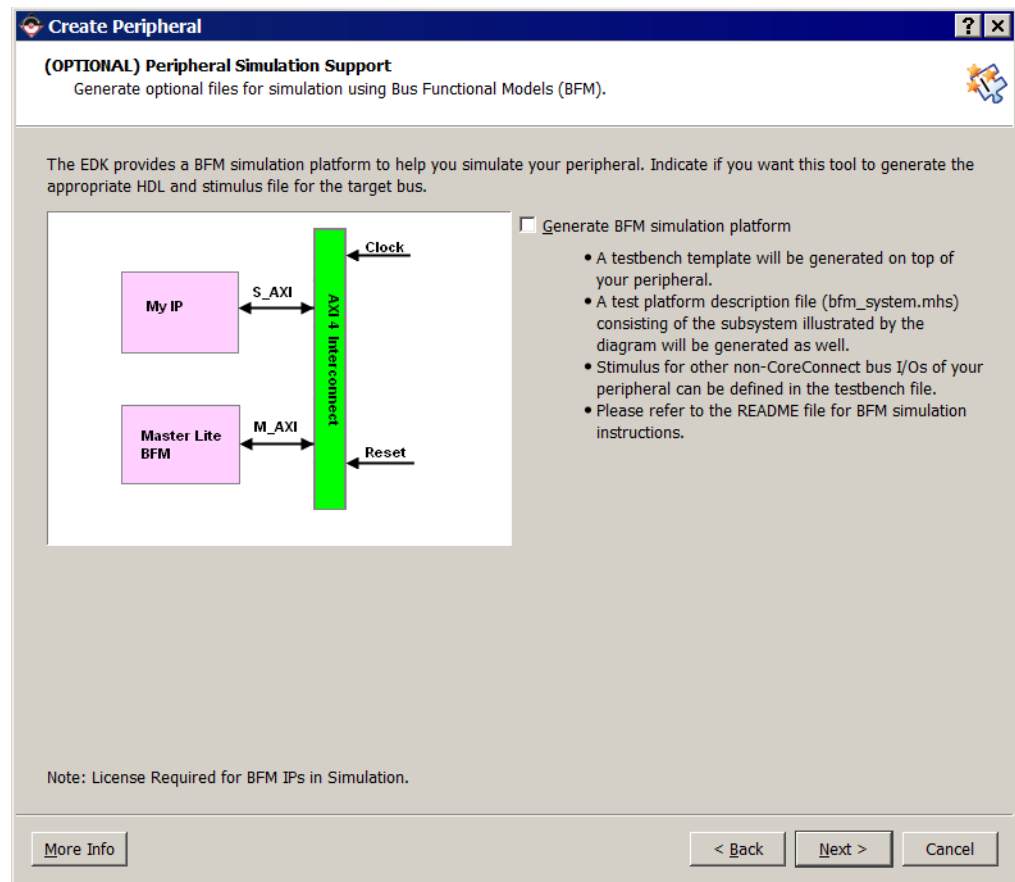 Create Peripheral
(OPTIONAL) Peripheral Simulation Support
Generate optional files for simulation using Bus Functional Models (BFM).
The EDK provides a BFM simulation platform to help you simulate your peripheral. Indicate if you want this tool to generate the
appropriate HDL and stimulus file for the target bus.
My IP
S_AXI
Clock
AXI 4 Interconnect
Master Lite
BFM
M_AXI
Reset
Generate BFM simulation platform
• A testbench template will be generated on top of
your peripheral.
• A test platform description file (bfm_system.mhs)
consisting of the subsystem illustrated by the
diagram will be generated as well.
• Stimulus for other non-CoreConnect bus I/Os of your
peripheral can be defined in the testbench file.
• Please refer to the README file for BFM simulation
instructions.
Note: License Required for BFM IPs in Simulation.
More Info
< Back
Next >
Cancel